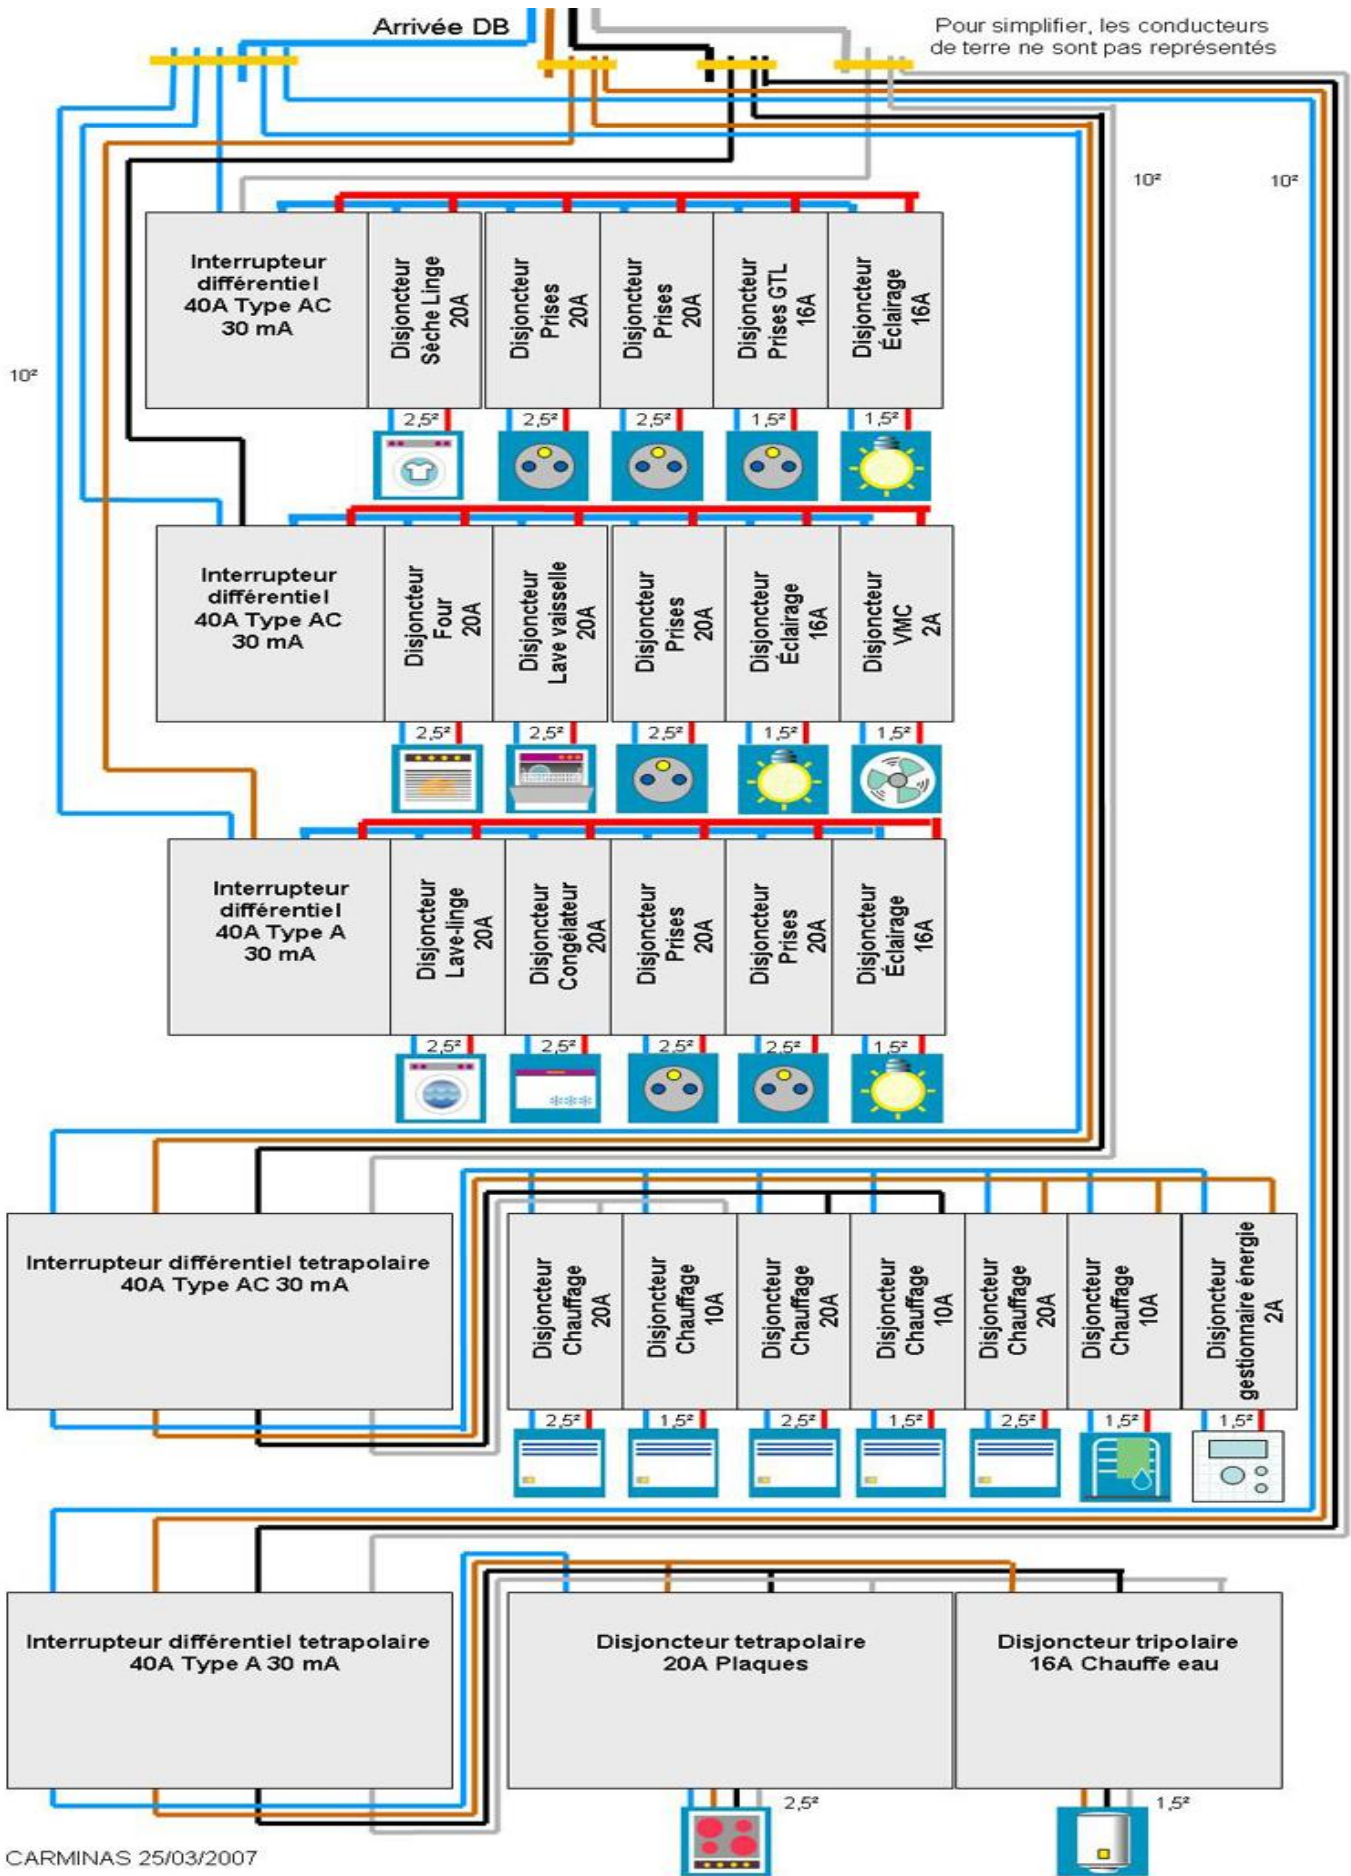 Arrivée DB
Pour simplifier, les conducteurs
de terre ne sont pas représentés
10²
10²
10²
Interrupteur
différentiel
40A Type AC
30 mA
Disjoncteur
Sèche Linge
20A
Disjoncteur
Prises
20A
Disjoncteur
Prises
20A
Disjoncteur
Prises GTL
16A
Disjoncteur
Éclairage
16A
2,5²
2,5²
2,5²
1,5²
1,5²
Interrupteur
différentiel
40A Type AC
30 mA
Disjoncteur
Four
20A
Disjoncteur
Lave vaisselle
20A
Disjoncteur
Prises
20A
Disjoncteur
Éclairage
16A
Disjoncteur
VMC
2A
2,5²
2,5²
2,5²
1,5²
1,5²
Interrupteur
différentiel
40A Type A
30 mA
Disjoncteur
Lave-linge
20A
Disjoncteur
Congélateur
20A
Disjoncteur
Prises
20A
Disjoncteur
Prises
20A
Disjoncteur
Éclairage
16A
2,5²
2,5²
2,5²
2,5²
1,5²
Interrupteur différentiel tetrapolaire
40A Type AC 30 mA
Disjoncteur
Chauffage
20A
Disjoncteur
Chauffage
10A
Disjoncteur
Chauffage
20A
Disjoncteur
Chauffage
10A
Disjoncteur
Chauffage
20A
Disjoncteur
Chauffage
10A
Disjoncteur
gestionnaire énergie
2A
2,5²
1,5²
2,5²
1,5²
2,5²
1,5²
1,5²
Interrupteur différentiel tetrapolaire
40A Type A 30 mA
Disjoncteur tetrapolaire
20A Plaques
Disjoncteur tripolaire
16A Chauffe eau
2,5²
1,5²
CARMINAS 25/03/2007